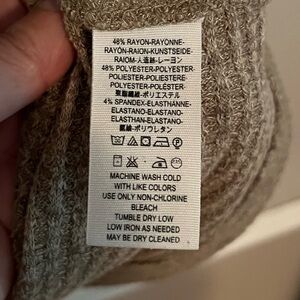 48% RAYON-RAYONNE-
RAYÓN-RAION-KUNSTSEIDE-
RAIOM-人造絲-レーヨン
48% POLYESTER-POLYESTER-
POLIESTER-POLIESTERE-
POLYESTER-POLIÉSTER-
聚酯纖維-ポリエステル
4% SPANDEX-ELASTHANNE-
ELASTANO-ELASTANO-
ELASTHAN-ELASTANO-
纖維-ポリウレタン
MACHINE WASH COLD
WITH LIKE COLORS
USE ONLY NON-CHLORINE
BLEACH
TUMBLE DRY LOW
LOW IRON AS NEEDED
MAY BE DRY CLEANED